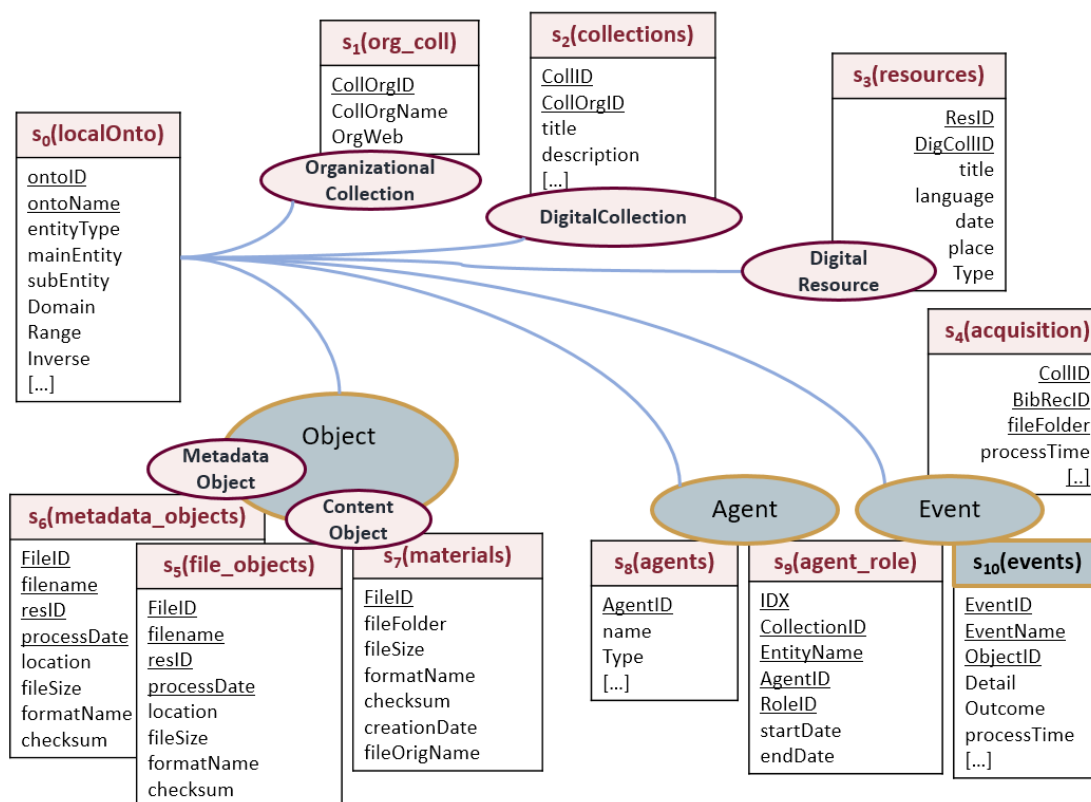 s0(localOnto)
ontoID
ontoName
entityType
mainEntity
subEntity
Domain
Range
Inverse
[...]
s1(org_coll)
CollOrgID
CollOrgName
OrgWeb
Organizational
Collection
s2(collections)
CollID
CollOrgID
title
description
[...]
DigitalCollection
s3(resources)
ResID
DigCollID
title
language
date
place
Type
Digital
Resource
s4(acquisition)
CollID
BibRecID
fileFolder
processTime
[..]
Object
Metadata
Object
Content
Object
Agent
Event
s6(metadata_objects)
FileID
filename
resID
processDate
location
fileSize
formatName
checksum
s5(file_objects)
FileID
filename
resID
processDate
location
fileSize
formatName
checksum
s7(materials)
FileID
fileFolder
fileSize
formatName
checksum
creationDate
fileOrigName
s8(agents)
AgentID
name
Type
[...]
s9(agent_role)
IDX
CollectionID
EntityName
AgentID
RoleID
startDate
endDate
s10(events)
EventID
EventName
ObjectID
Detail
Outcome
processTime
[...]